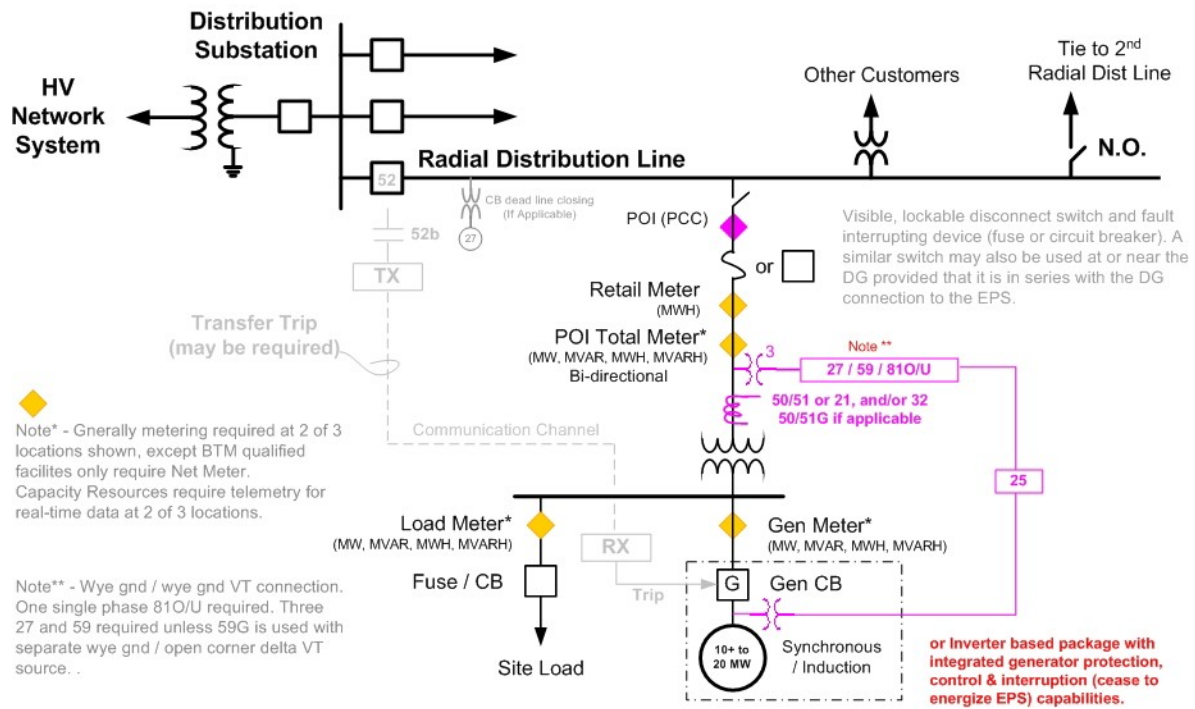 Distribution
Substation
HV
Network
System
Other Customers
Tie to 2nd
Radial Dist Line
N.O.
Radial Distribution Line
52
CB dead line closing
(If Applicable)
27
52b
TX
POI (PCC)
Visible, lockable disconnect switch and fault
interrupting device (fuse or circuit breaker). A
similar switch may also be used at or near the
DG provided that it is in series with the DG
connection to the EPS.
or
Retail Meter
(MWH)
Transfer Trip
(may be required)
POI Total Meter*
(MW, MVAR, MWH, MVARH)
Bi-directional
3
Note **
27 / 59 / 81O/U
50/51 or 21, and/or 32
50/51G if applicable
Note* - Gnerally metering required at 2 of 3
locations shown, except BTM qualified
facilites only require Net Meter.
Capacity Resources require telemetry for
real-time data at 2 of 3 locations.
Communication Channel
25
Load Meter*
(MW, MVAR, MWH, MVARH)
RX
Gen Meter*
(MW, MVAR, MWH, MVARH)
Fuse / CB
Trip
G
Gen CB
Note** - Wye gnd / wye gnd VT connection.
One single phase 81O/U required. Three
27 and 59 required unless 59G is used with
separate wye gnd / open corner delta VT
source. .
Site Load
10+ to
20 MW
Synchronous
/ Induction
or Inverter based package with
integrated generator protection,
control & interruption (cease to
energize EPS) capabilities.